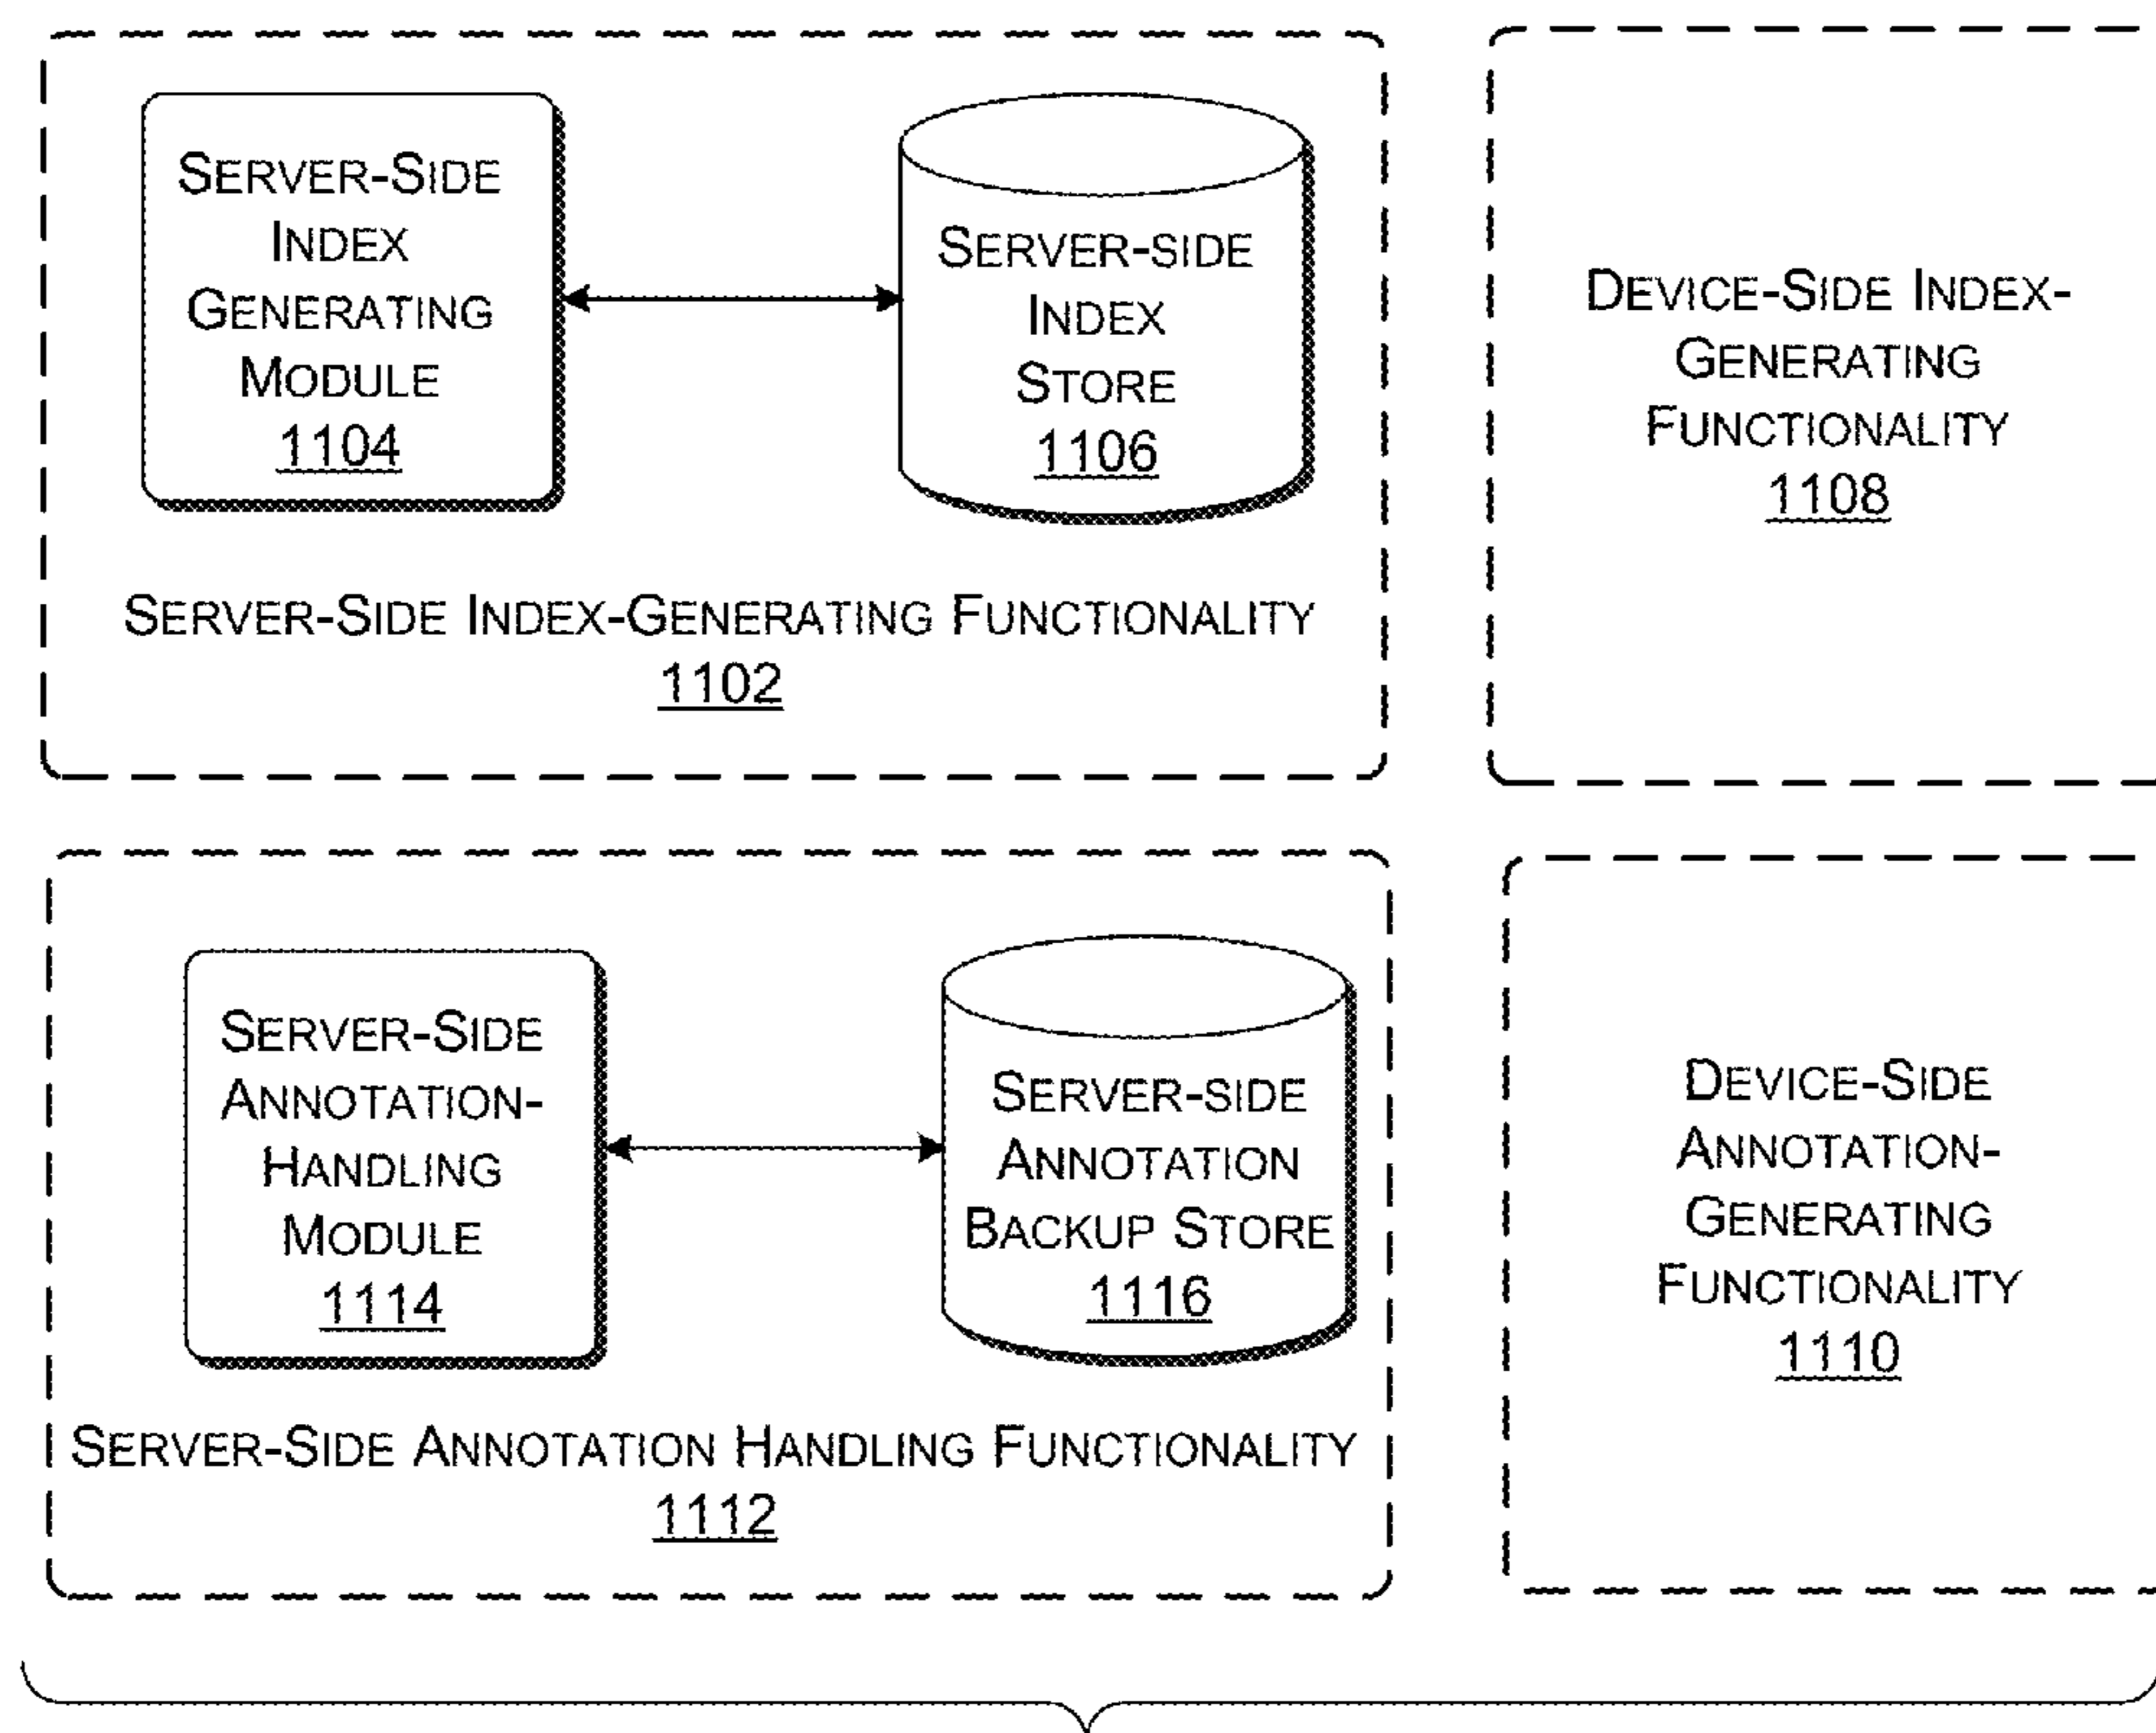 SERVER-SIDE
INDEX
GENERATING
MODULE
1104
SERVER-SIDE
INDEX
STORE
1106
SERVER-SIDE INDEX-GENERATING FUNCTIONALITY
1102
DEVICE-SIDE INDEX-
GENERATING
FUNCTIONALITY
1108
SERVER-SIDE
ANNOTATION-
HANDLING
MODULE
1114
SERVER-SIDE
ANNOTATION
BACKUP STORE
1116
SERVER-SIDE ANNOTATION HANDLING FUNCTIONALITY
1112
DEVICE-SIDE
ANNOTATION-
GENERATING
FUNCTIONALITY
1110